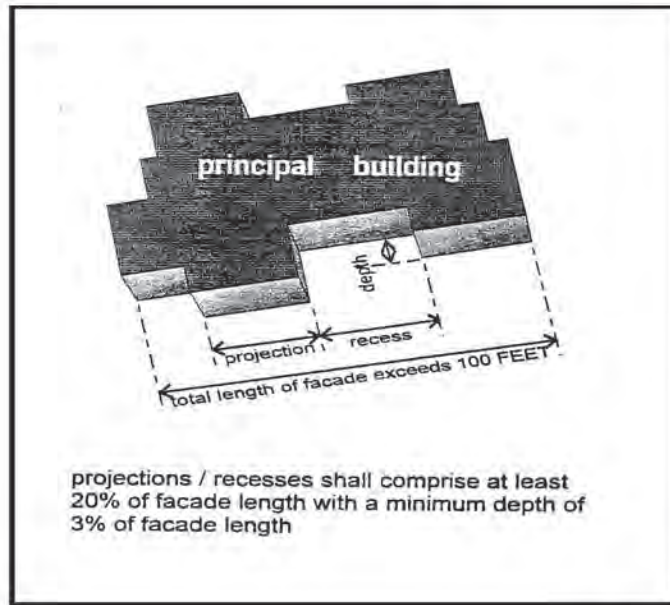 principal building
depth
projection
recess
total length of facade exceeds 100 FEET
projections / recesses shall comprise at least
20% of facade length with a minimum depth of
3% of facade length